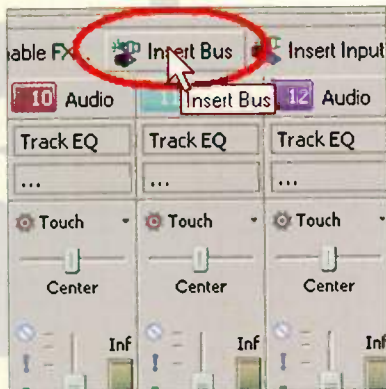 able FX Insert Bus Insert Input
10 Audio Insert Bus 12 Audio
Track EQ Track EQ Track EQ
... ... ...
Touch Touch Touch
Center Center Center
Inf Inf Inf